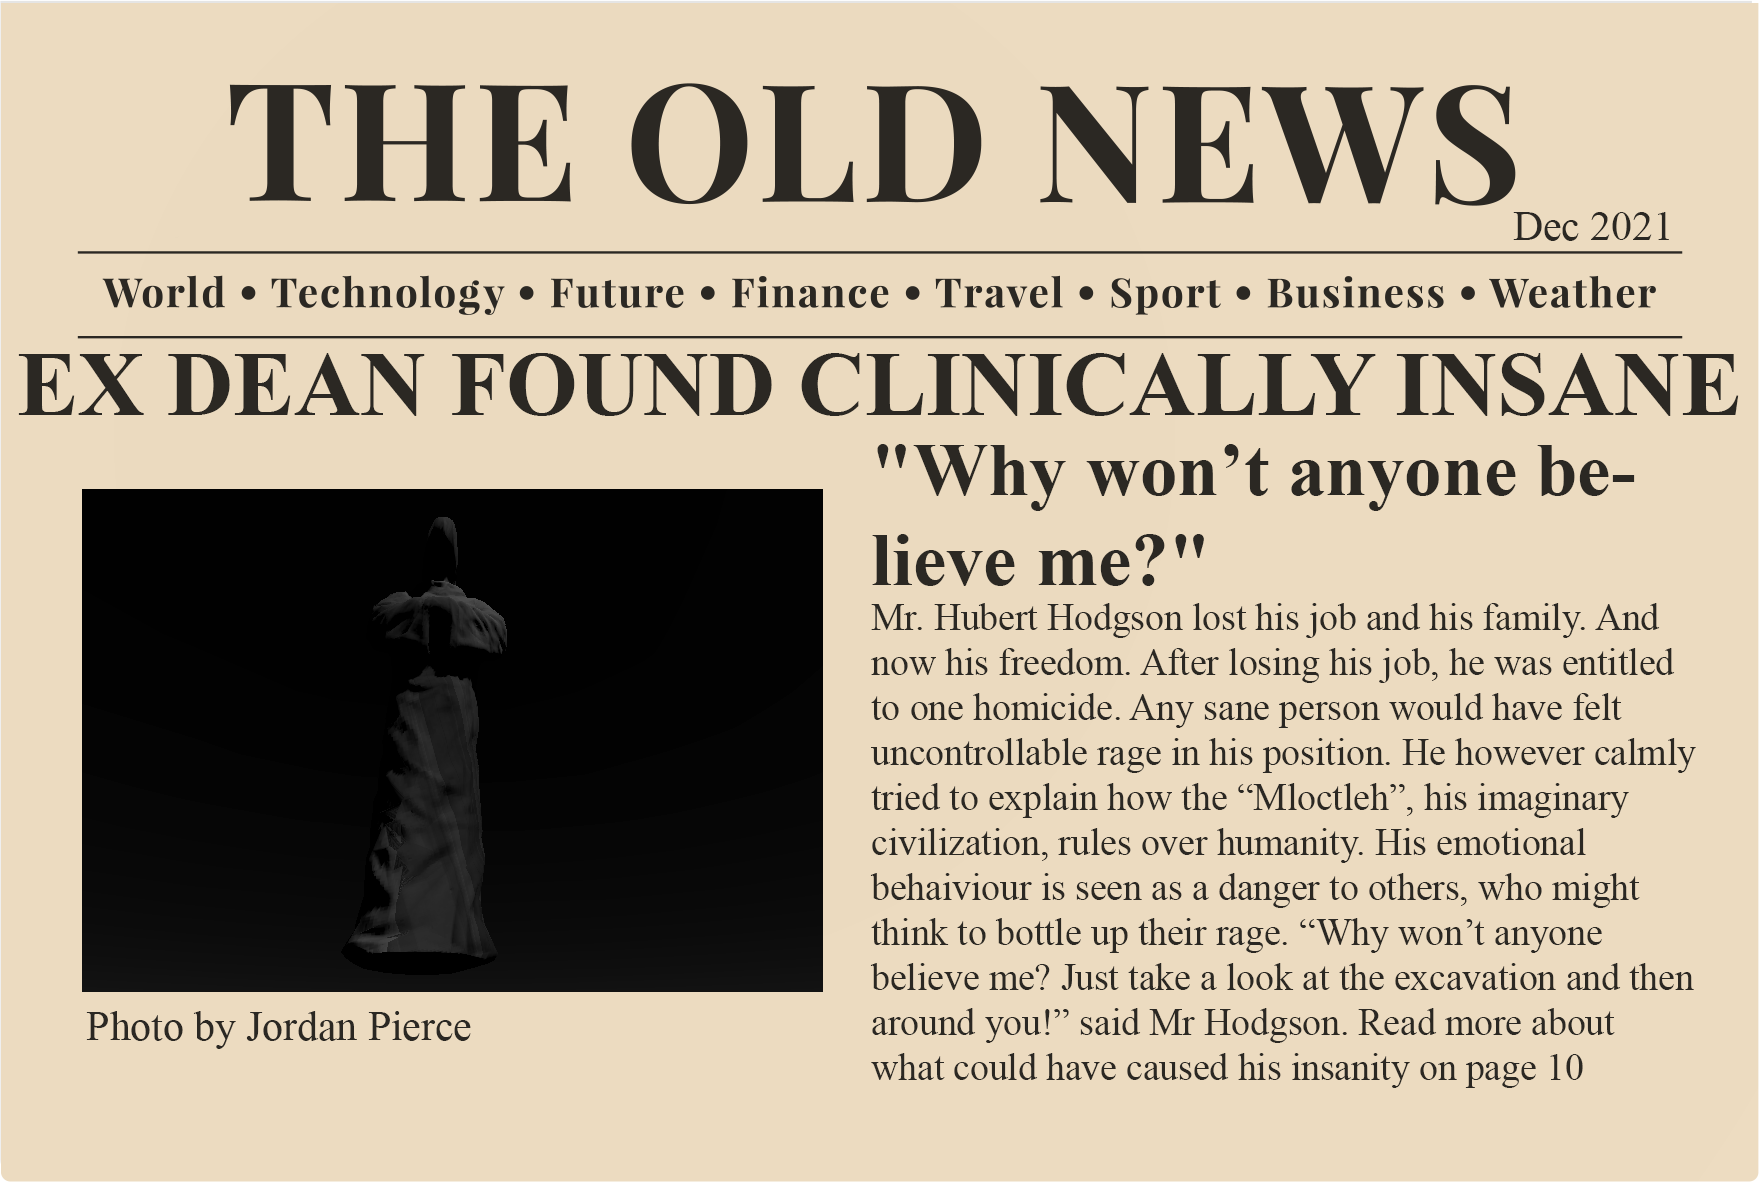 THE OLD NEWS
Dec 2021
World • Technology • Future • Finance • Travel • Sport • Business • Weather
EX DEAN FOUND CLINICALLY INSANE
"Why won’t anyone be-
lieve me?"
Mr. Hubert Hodgson lost his job and his family. And
now his freedom. After losing his job, he was entitled
to one homicide. Any sane person would have felt
uncontrollable rage in his position. He however calmly
tried to explain how the “Mloctleh”, his imaginary
civilization, rules over humanity. His emotional
behaiviour is seen as a danger to others, who might
think to bottle up their rage. “Why won’t anyone
believe me? Just take a look at the excavation and then
around you!” said Mr Hodgson. Read more about
what could have caused his insanity on page 10
Photo by Jordan Pierce